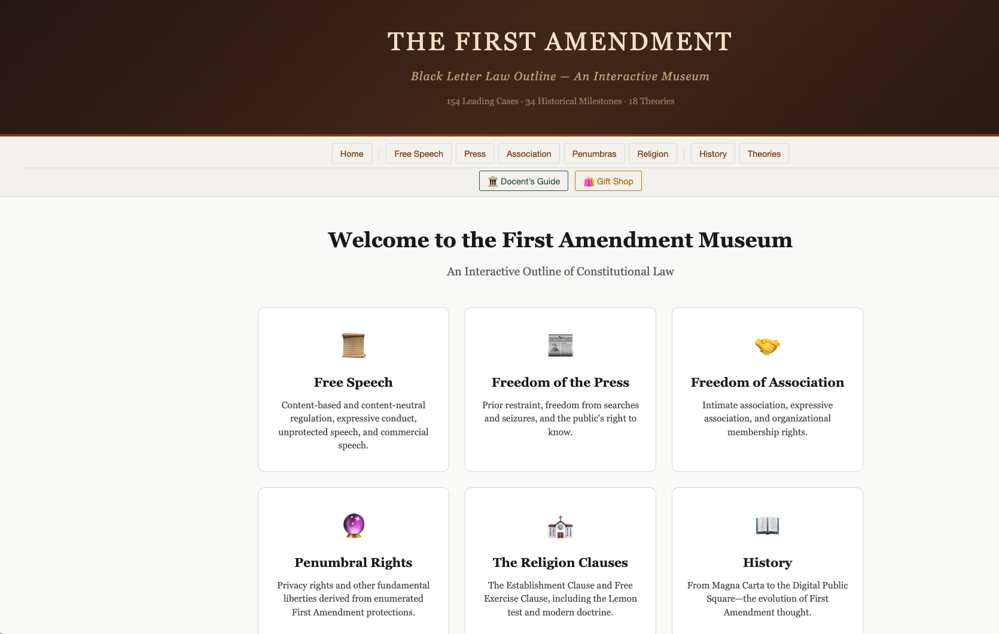 THE FIRST AMENDMENT
Black Letter Law Outline — An Interactive Museum
154 Leading Cases · 34 Historical Milestones · 18 Theories
Home | Free Speech Press Association Penumbras Religion | History Theories
Docent’s Guide Gift Shop
Welcome to the First Amendment Museum
An Interactive Outline of Constitutional Law
Free Speech
Content-based and content-neutral
regulation, expressive conduct,
unprotected speech, and commercial
speech.
Freedom of the Press
Prior restraint, freedom from searches
and seizures, and the public's right to
know.
Freedom of Association
Intimate association, expressive
association, and organizational
membership rights.
Penumbral Rights
Privacy rights and other fundamental
liberties derived from enumerated
First Amendment protections.
The Religion Clauses
The Establishment Clause and Free
Exercise Clause, including the Lemon
test and modern doctrine.
History
From Magna Carta to the Digital Public
Square—the evolution of First
Amendment thought.